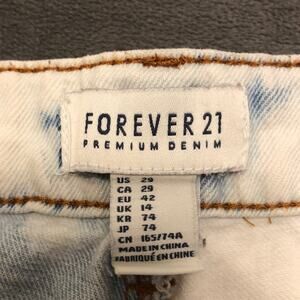 FOREVER 21
PREMIUM DENIM
US 29
CA 29
EU 42
UK 14
KR 74
JP 74
CN 165/74A
MADE IN CHINA
FABRIQUÉ EN CHINE